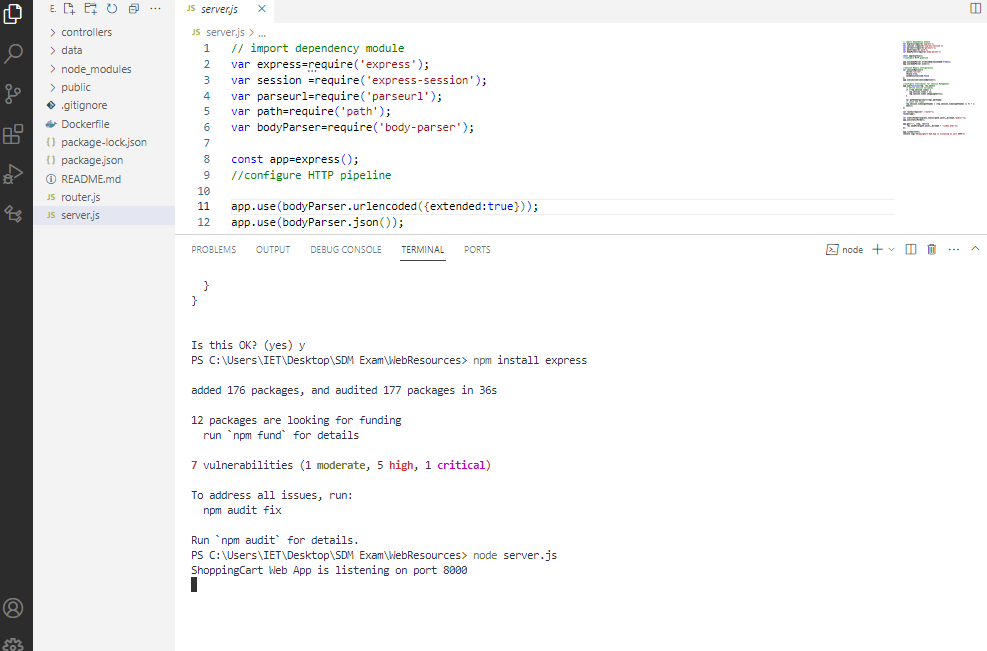 E.
JS server.js
controllers
data
node_modules
public
.gitignore
Dockerfile
{} package-lock.json
{} package.json
README.md
JS router.js
JS server.js
JS server.js > ...
1 // import dependency module
2 var express=require('express');
3 var session =require('express-session');
4 var parseurl=require('parseurl');
5 var path=require('path');
6 var bodyParser=require('body-parser');
7
8 const app=express();
9 //configure HTTP pipeline
10
11 app.use(bodyParser.urlencoded({extended:true}));
12 app.use(bodyParser.json());
PROBLEMS OUTPUT DEBUG CONSOLE TERMINAL PORTS
node
}
}
Is this OK? (yes) y
PS C:\Users\IET\Desktop\SDM Exam\WebResources> npm install express
added 176 packages, and audited 177 packages in 36s
12 packages are looking for funding
run `npm fund` for details
7 vulnerabilities (1 moderate, 5 high, 1 critical)
To address all issues, run:
npm audit fix
Run `npm audit` for details.
PS C:\Users\IET\Desktop\SDM Exam\WebResources> node server.js
ShoppingCart Web App is listening on port 8000